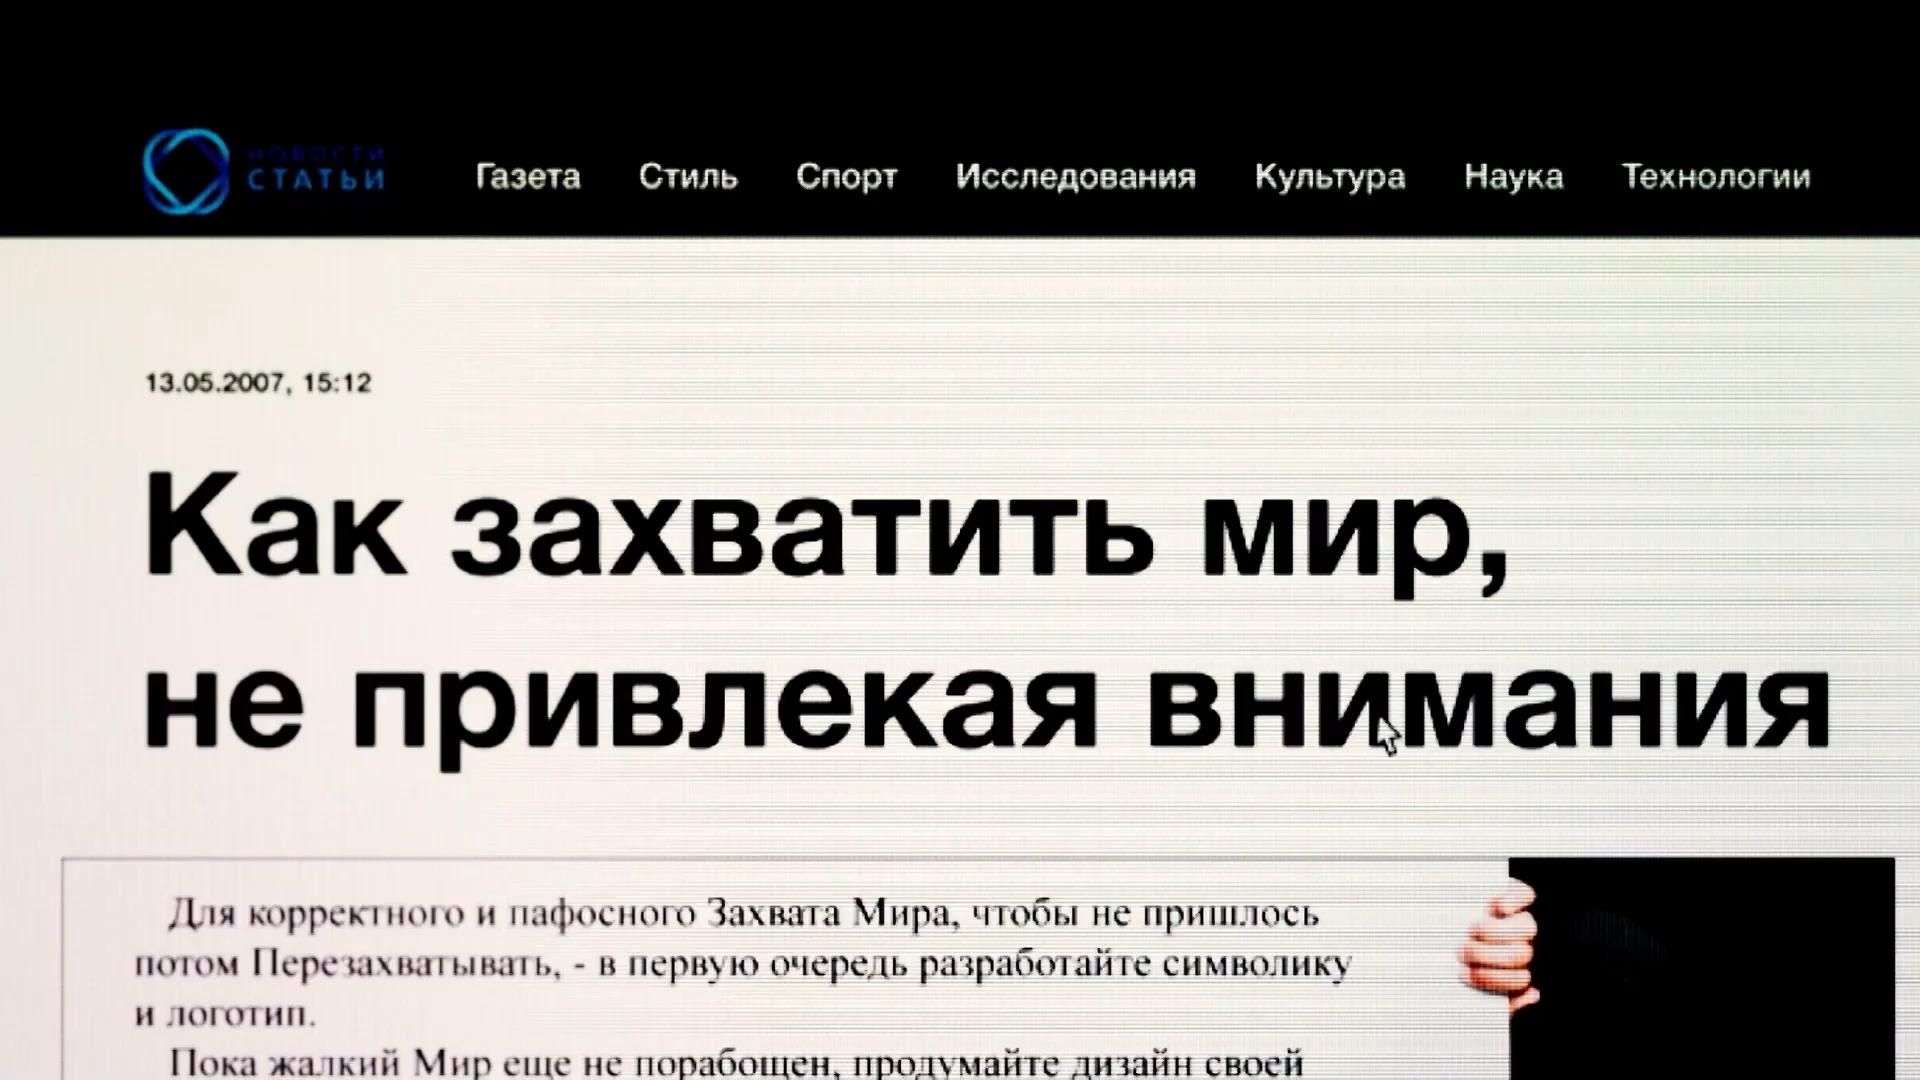 НОВОСТИ
СТАТЬИ
Газета Стиль Спорт Исследования Культура Наука Технологии
13.05.2007, 15:12
Как захватить мир,
не привлекая внимания
Для корректного и пафосного Захвата Мира, чтобы не пришлось
потом Перезахватывать, - в первую очередь разработайте символику
и логотип.
Пока жалкий Мир еще не порабощен, продумайте дизайн своей